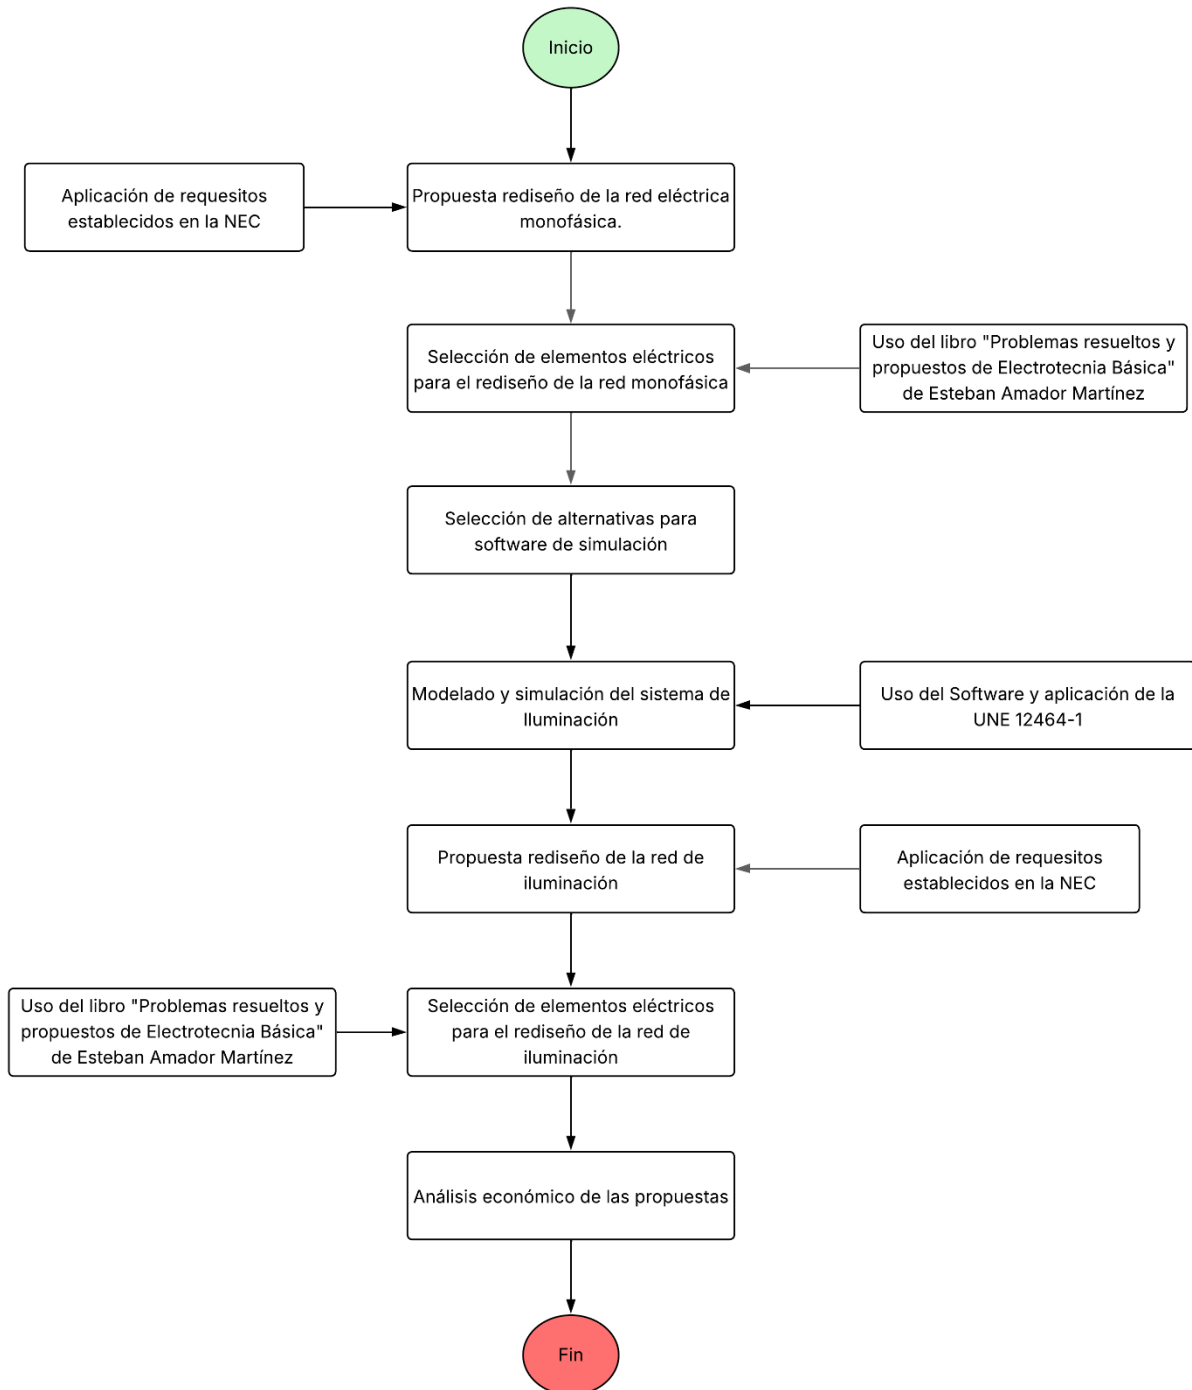 Inicio
Aplicación de requesitos
establecidos en la NEC
Propuesta rediseño de la red eléctrica
monofásica.
Selección de elementos eléctricos
para el rediseño de la red monofásica
Uso del libro "Problemas resueltos y
propuestos de Electrotecnia Básica"
de Esteban Amador Martínez
Selección de alternativas para
software de simulación
Modelado y simulación del sistema de
Iluminación
Uso del Software y aplicación de la
UNE 12464-1
Propuesta rediseño de la red de
iluminación
Aplicación de requesitos
establecidos en la NEC
Uso del libro "Problemas resueltos y
propuestos de Electrotecnia Básica"
de Esteban Amador Martínez
Selección de elementos eléctricos
para el rediseño de la red de
iluminación
Análisis económico de las propuestas
Fin